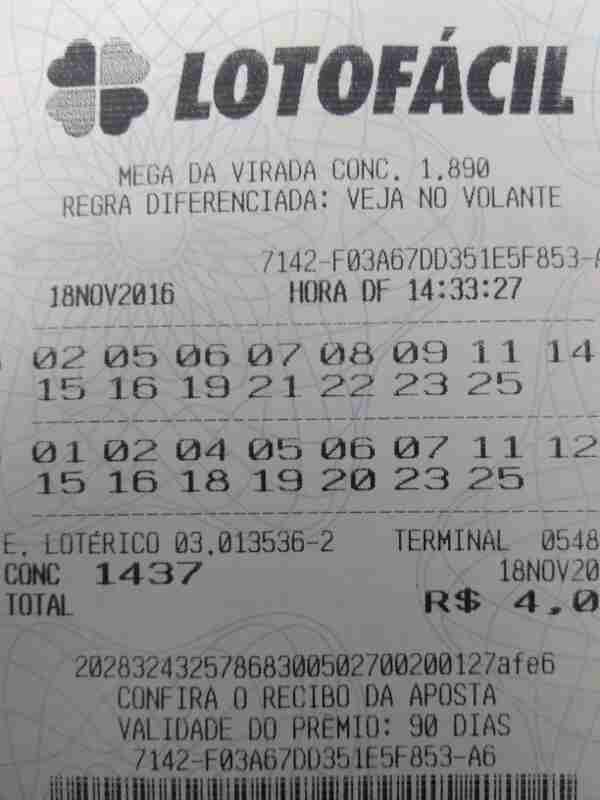 LOTOFÁCIL
MEGA DA VIRADA CONC. 1.890
REGRA DIFERENCIADA: VEJA NO VOLANTE
7142-F03A67DD351E5F853-A
18NOV2016 HORA DF 14:33:27
02 05 06 07 08 09 11 14
15 16 19 21 22 23 25
01 02 04 05 06 07 11 12
15 16 18 19 20 23 25
E. LOTÉRICO 03.013536-2 TERMINAL 0548
CONC 1437 18NOV20
TOTAL R$ 4,0
20283243257868300502700200127afe6
CONFIRA O RECIBO DA APOSTA
VALIDADE DO PRÊMIO: 90 DIAS
7142-F03A67DD351E5F853-A6